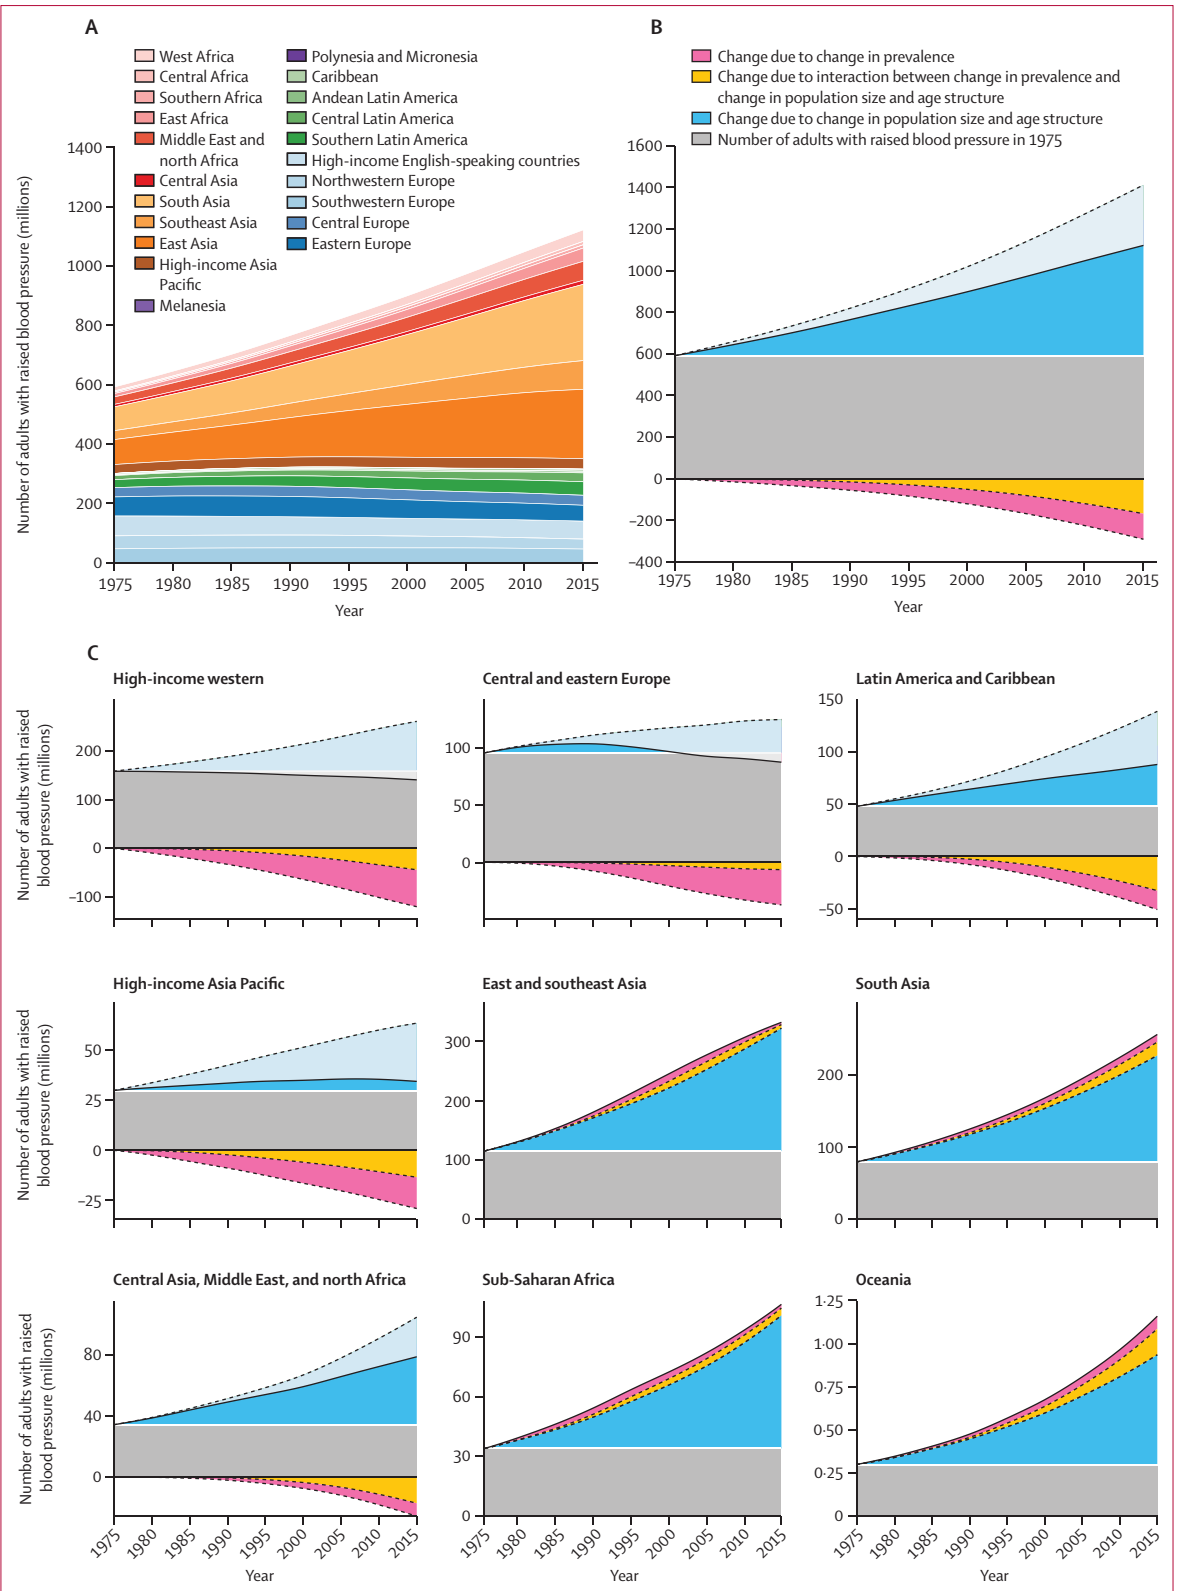 A
West Africa
Central Africa
Southern Africa
East Africa
Middle East and
north Africa
Central Asia
South Asia
Southeast Asia
East Asia
High-income Asia
Pacific
Melanesia
Polynesia and Micronesia
Caribbean
Andean Latin America
Central Latin America
Southern Latin America
High-income English-speaking countries
Northwestern Europe
Southwestern Europe
Central Europe
Eastern Europe
Number of adults with raised blood pressure (millions)
1400
1200
1000
800
600
400
200
0
1975 1980 1985 1990 1995 2000 2005 2010 2015
Year
B
Change due to change in prevalence
Change due to interaction between change in prevalence and
change in population size and age structure
Change due to change in population size and age structure
Number of adults with raised blood pressure in 1975
1600
1400
1200
1000
800
600
400
200
0
–200
–400
1975 1980 1985 1990 1995 2000 2005 2010 2015
Year
C
High-income western
Number of adults with raised
blood pressure (millions)
200
100
0
–100
Central and eastern Europe
100
50
0
Latin America and Caribbean
150
100
50
0
–50
High-income Asia Pacific
Number of adults with raised
blood pressure (millions)
50
25
0
–25
East and southeast Asia
300
200
100
0
South Asia
200
100
0
Central Asia, Middle East, and north Africa
Number of adults with raised
blood pressure (millions)
80
40
0
1975 1980 1985 1990 1995 2000 2005 2010 2015
Year
Sub-Saharan Africa
90
60
30
0
1975 1980 1985 1990 1995 2000 2005 2010 2015
Year
Oceania
1·25
1·00
0·75
0·50
0·25
0
1975 1980 1985 1990 1995 2000 2005 2010 2015
Year